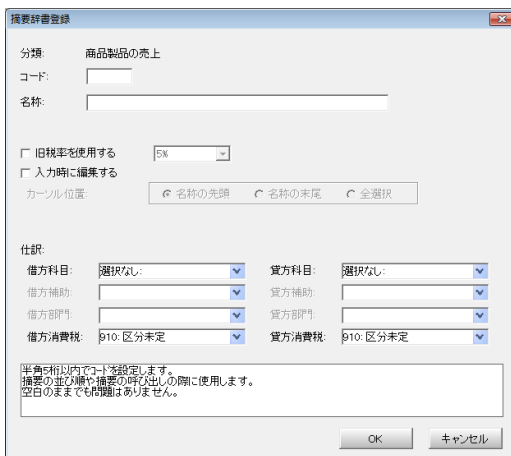 摘要辞書登録
分類: 商品製品の売上
コード:
名称:
旧税率を使用する 5%
入力時に編集する
カーソル位置: 名称の先頭 名称の末尾 全選択
仕訳:
借方科目: 選択なし: 貸方科目: 選択なし:
借方補助: 貸方補助:
借方部門: 貸方部門:
借方消費税: 910: 区分未定 貸方消費税: 910: 区分未定
半角5桁以内でコードを設定します。
摘要の並び順や摘要の呼び出しの際に使用します。
空白のままでも問題はありません。
OK キャンセル